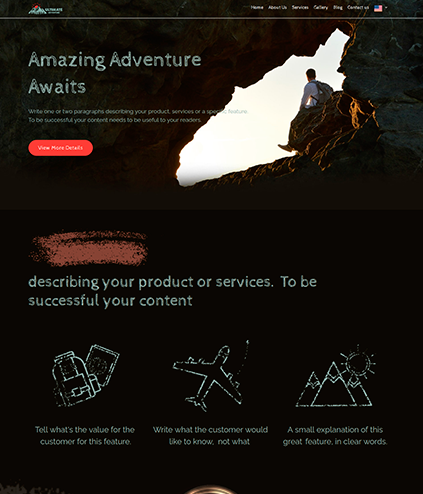 ULTIMATE
Home About Us Services Gallery Blog Contact us
Amazing Adventure
Awaits
Write one or two paragraphs describing your product, services or a specific feature.
To be successful your content needs to be useful to your readers.
View More Details
describing your product or services. To be
successful your content
Tell what's the value for the
customer for this feature.
Write what the customer would
like to know, not what
A small explanation of this
great feature, in clear words.